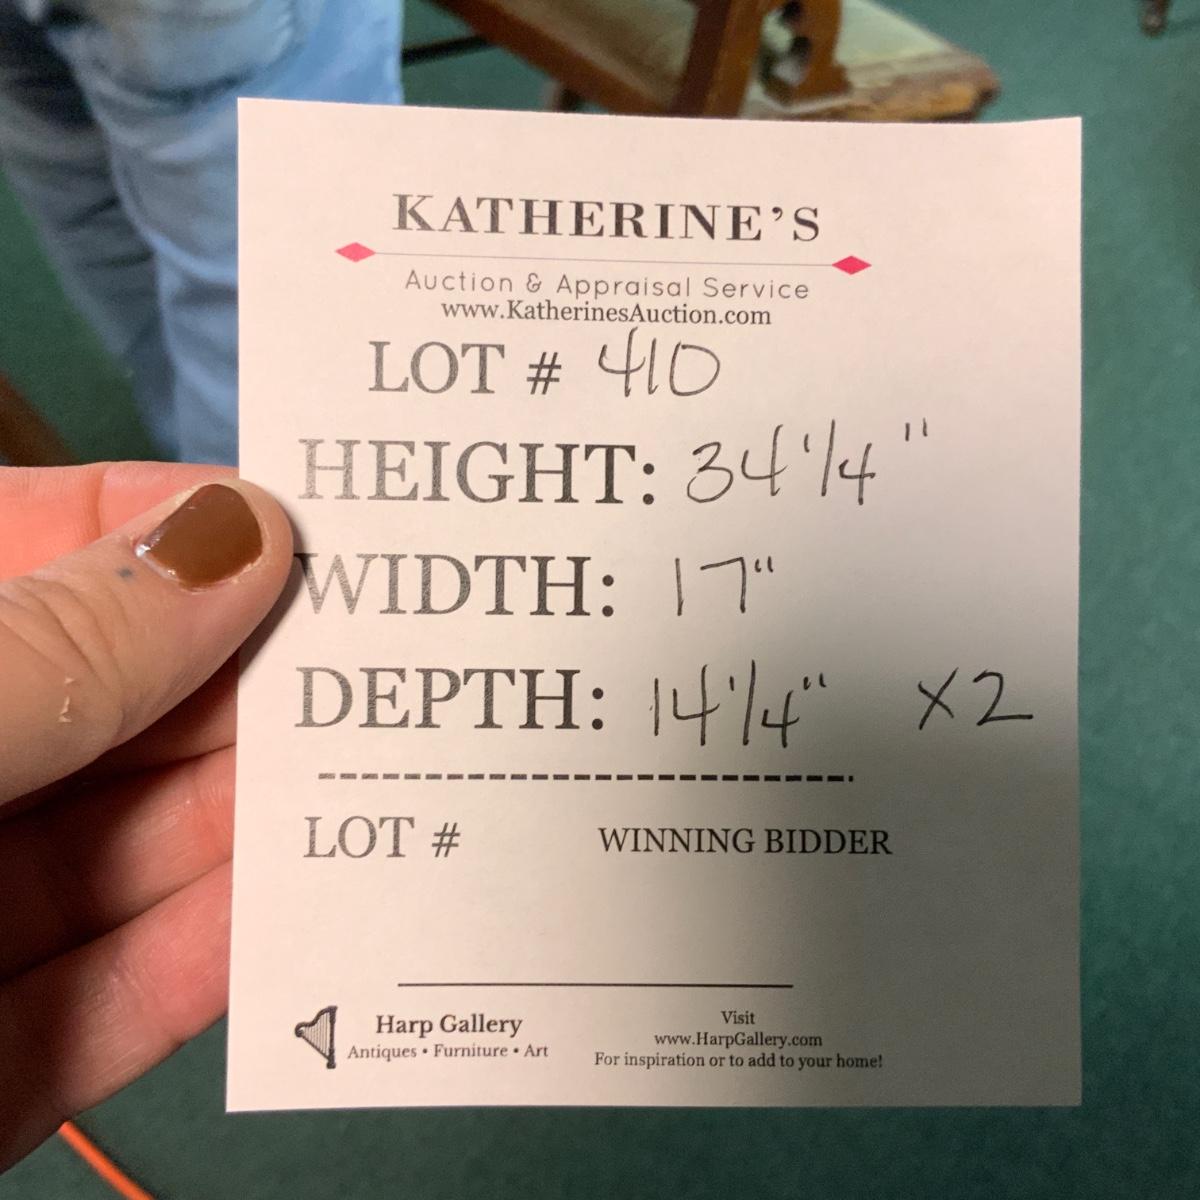 KATHERINE'S
Auction & Appraisal Service
www.KatherinesAuction.com
LOT # 410
HEIGHT: 34 1/4"
WIDTH: 17"
DEPTH: 14 1/4" X2
LOT # WINNING BIDDER
Harp Gallery
Antiques • Furniture • Art
Visit
www.HarpGallery.com
For inspiration or to add to your home!